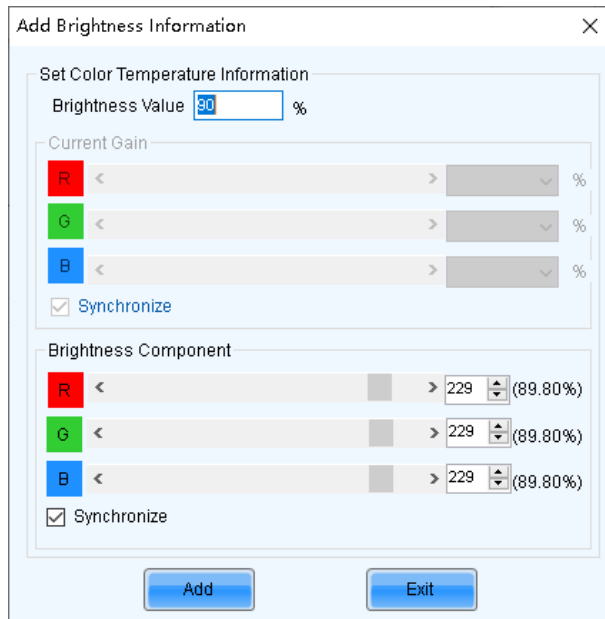 Add Brightness Information
Set Color Temperature Information
Brightness Value 90 %
Current Gain
R %
G %
B %
Synchronize
Brightness Component
R 229 (89.80%)
G 229 (89.80%)
B 229 (89.80%)
Synchronize
Add Exit